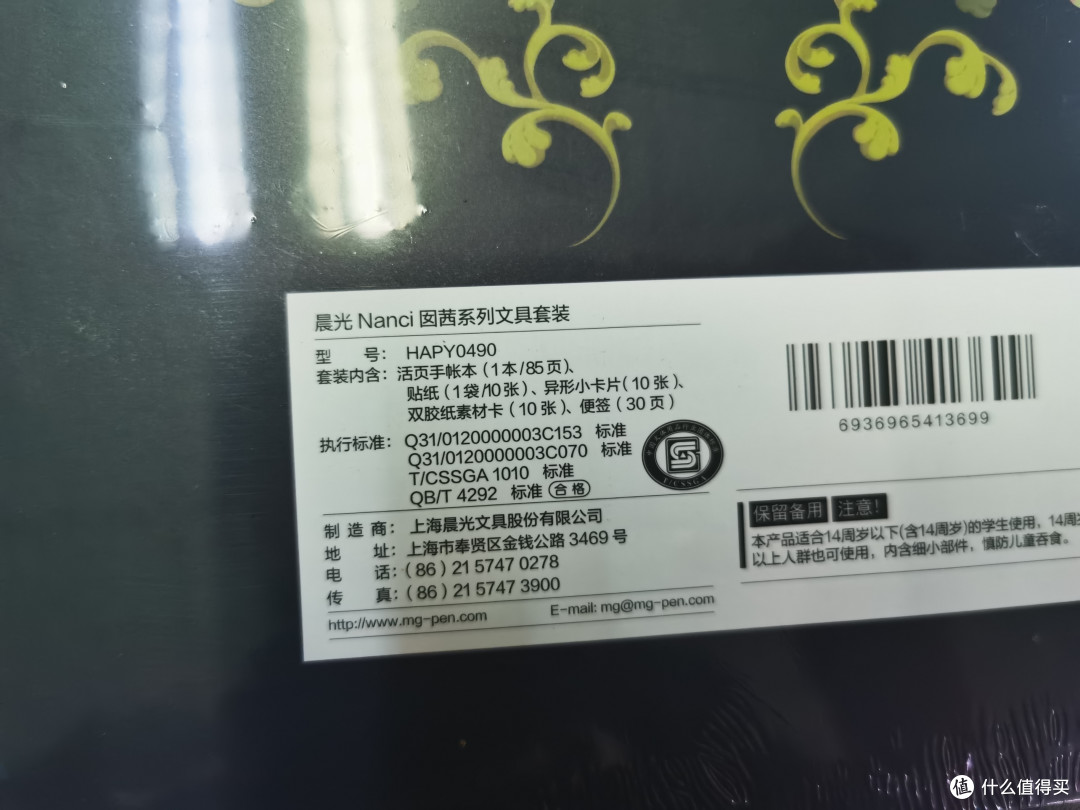 晨光 Nanci 囡茜系列文具套装
型 号： HAPY0490
套装内含： 活页手帐本（1本/85页）、
贴纸（1袋/10张）、异形小卡片（10张）、
双胶纸素材卡（10张）、便签（30页）
执行标准： Q31/0120000003C153 标准
Q31/0120000003C070 标准
T/CSSGA 1010 标准
QB/T 4292 标准 合格
T/CSSGA
制 造 商： 上海晨光文具股份有限公司
地 址： 上海市奉贤区金钱公路 3469 号
电 话： （86）21 5747 0278
传 真： （86）21 5747 3900
http://www.mg-pen.com E-mail: mg@mg-pen.com
6936965413699
保留备用 注意！
本产品适合14周岁以下(含14周岁)的学生使用，14周
以上人群也可使用，内含细小部件，慎防儿童吞食。
值 什么值得买